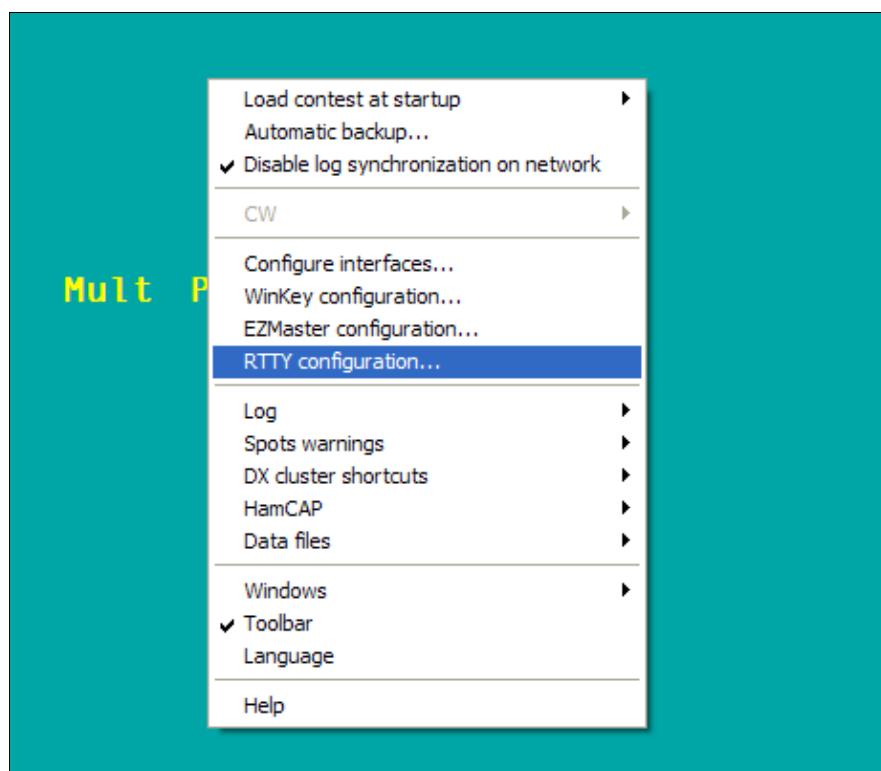 Load contest at startup
Automatic backup...
Disable log synchronization on network
CW
Configure interfaces...
Mult P
WinKey configuration...
EZMaster configuration...
RTTY configuration...
Log
Spots warnings
DX cluster shortcuts
HamCAP
Data files
Windows
Toolbar
Language
Help